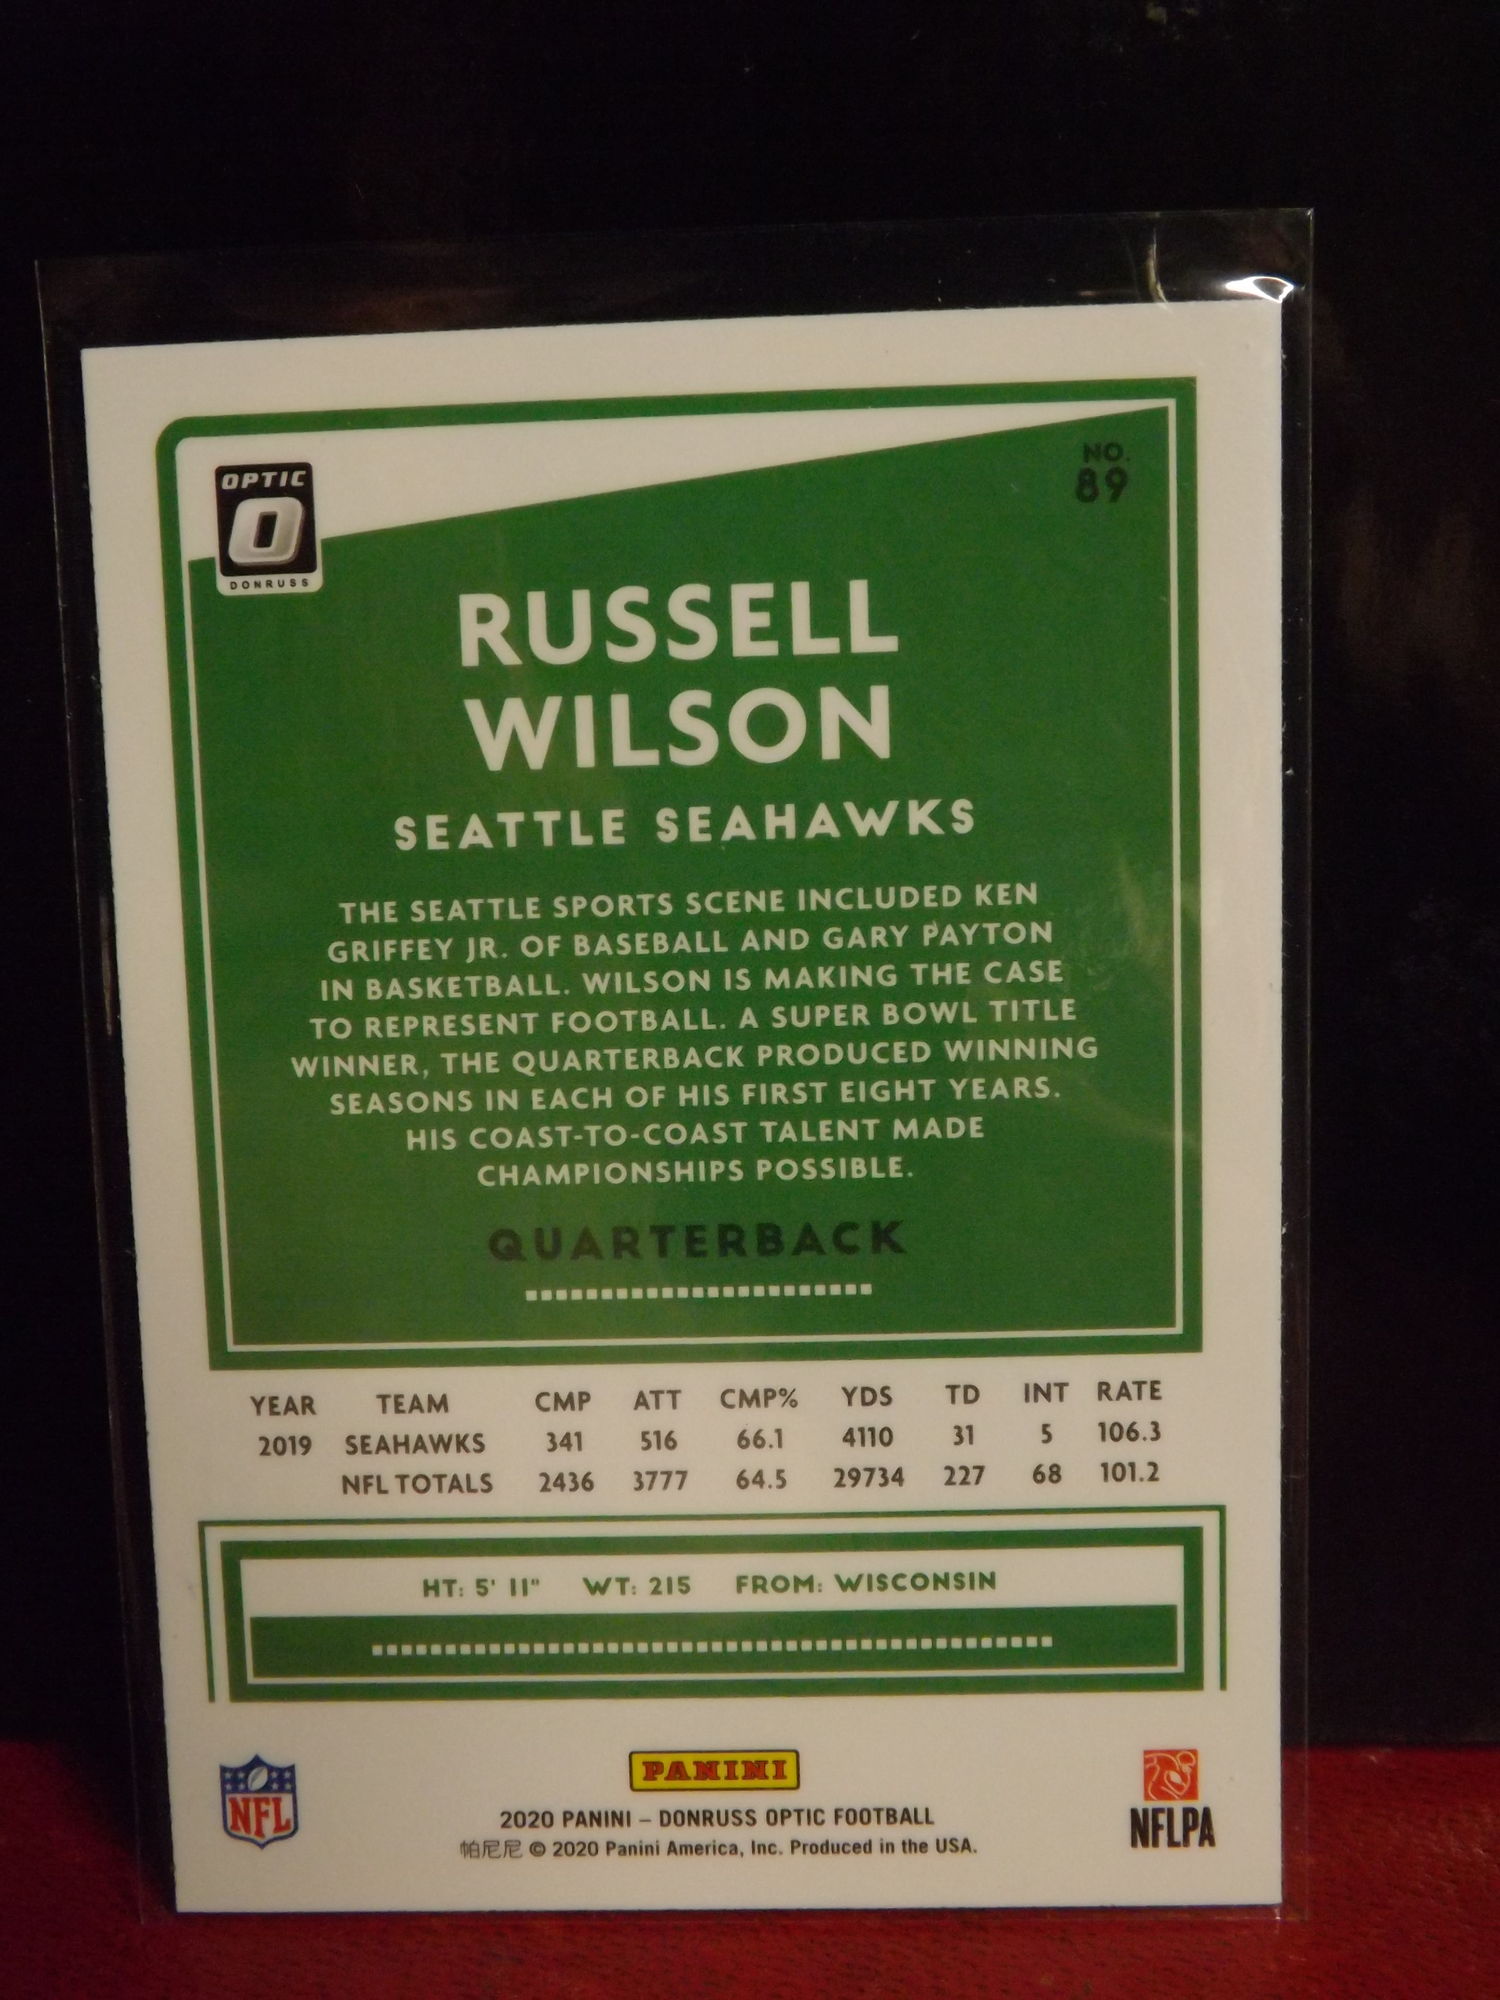 OPTIC
O
DONRUSS
NO.
89
RUSSELL
WILSON
SEATTLE SEAHAWKS
THE SEATTLE SPORTS SCENE INCLUDED KEN
GRIFFEY JR. OF BASEBALL AND GARY PAYTON
IN BASKETBALL. WILSON IS MAKING THE CASE
TO REPRESENT FOOTBALL. A SUPER BOWL TITLE
WINNER, THE QUARTERBACK PRODUCED WINNING
SEASONS IN EACH OF HIS FIRST EIGHT YEARS.
HIS COAST-TO-COAST TALENT MADE
CHAMPIONSHIPS POSSIBLE.
QUARTERBACK
YEAR TEAM CMP ATT CMP% YDS TD INT RATE
2019 SEAHAWKS 341 516 66.1 4110 31 5 106.3
NFL TOTALS 2436 3777 64.5 29734 227 68 101.2
HT: 5' 11" WT: 215 FROM: WISCONSIN
NFL
PANINI
NFLPA
2020 PANINI – DONRUSS OPTIC FOOTBALL
帕尼尼 © 2020 Panini America, Inc. Produced in the USA.